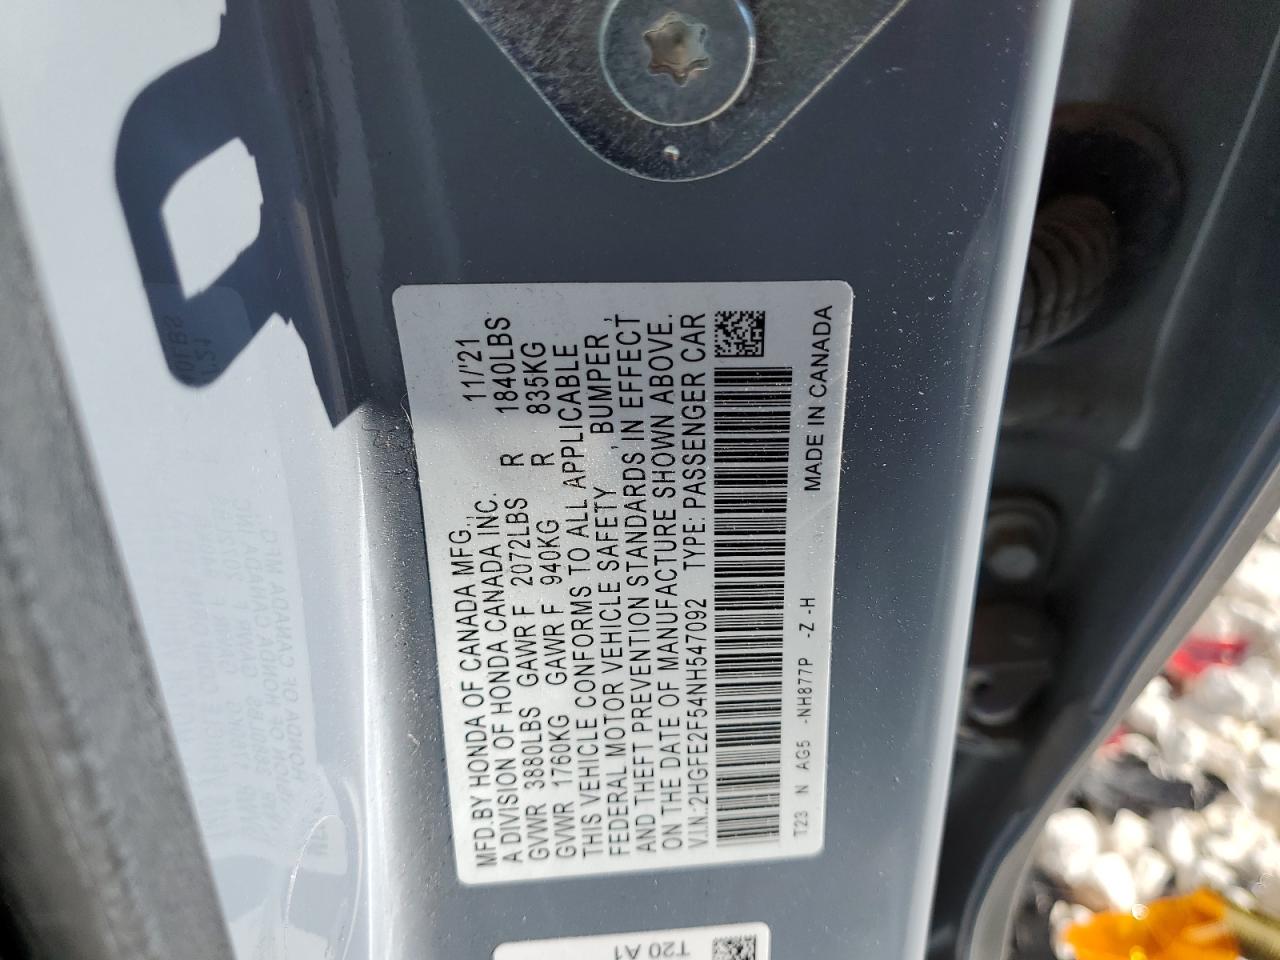 MFD.BY HONDA OF CANADA MFG., 11/'21
A DIVISION OF HONDA CANADA INC.
GVWR 3880LBS GAWR F 2072LBS R 1840LBS
GVWR 1760KG GAWR F 940KG R 835KG
THIS VEHICLE CONFORMS TO ALL APPLICABLE
FEDERAL MOTOR VEHICLE SAFETY , BUMPER ,
AND THEFT PREVENTION STANDARDS IN EFFECT
ON THE DATE OF MANUFACTURE SHOWN ABOVE.
V.I.N.:2HGFE2F54NH547092 TYPE: PASSENGER CAR
T23 N AG5 -NH877P -Z -H MADE IN CANADA
T20 A1